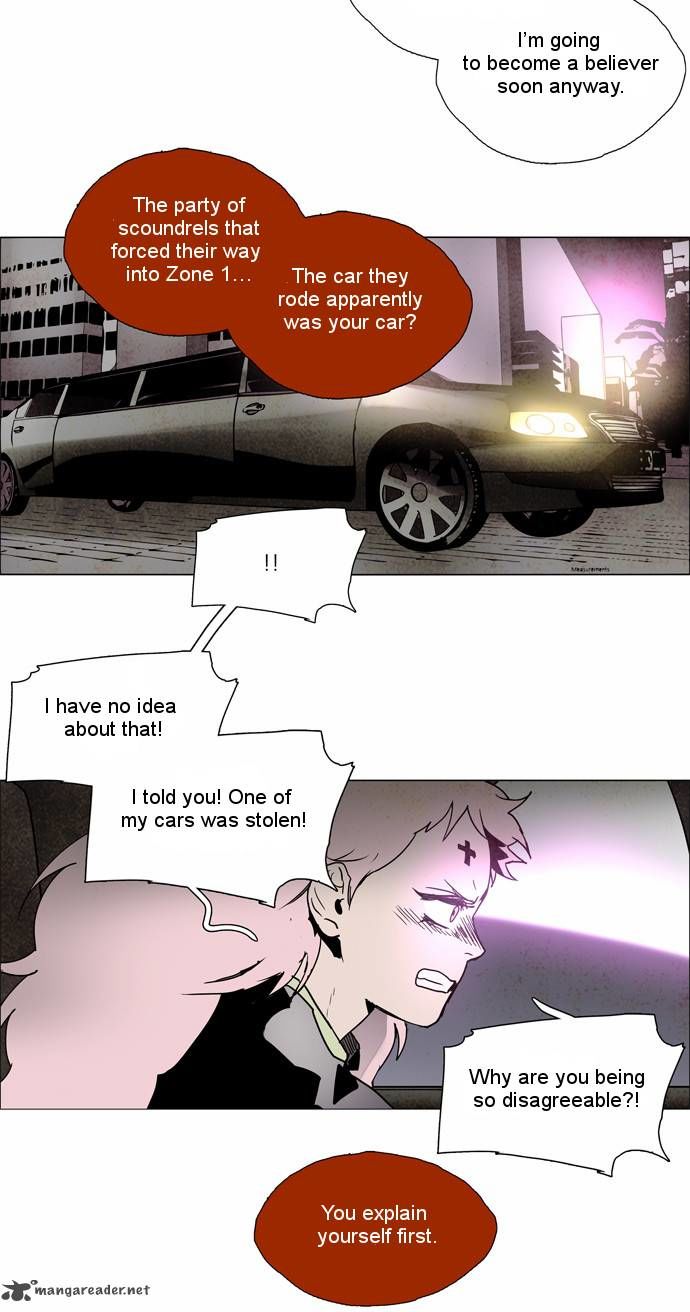 I'm going
to become a believer
soon anyway.
The party of
scoundrels that
forced their way
into Zone 1...
The car they
rode apparently
was your car?
!!
Measurements
I have no idea
about that!
I told you! One of
my cars was stolen!
Why are you being
so disagreeable?!
You explain
yourself first.
mangareader.net